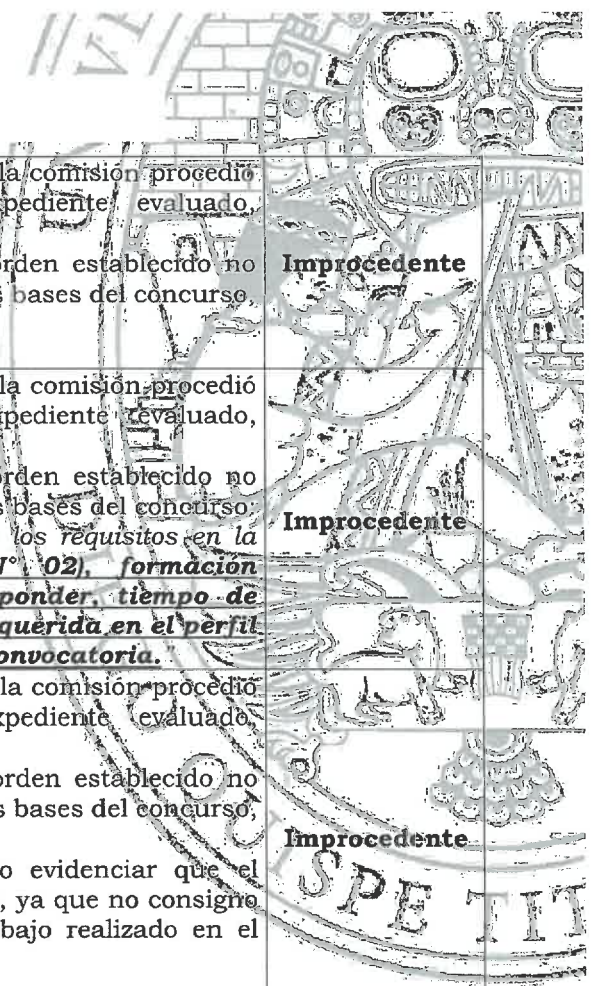 la comisión procedió
pediente evaluado,
orden establecido no
s bases del concurso,
Improcedente
la comisión procedió
pediente evaluado,
orden establecido no
s bases del concurso;
los requisitos en la
N° 02), formación
ponder, tiempo de
querida en el perfil
onvocatoria."
Improcedente
la comisión procedió
pediente evaluado,
orden establecido no
s bases del concurso,
o evidenciar que el
, ya que no consigno
bajo realizado en el
Improcedente
QUISPE TIT